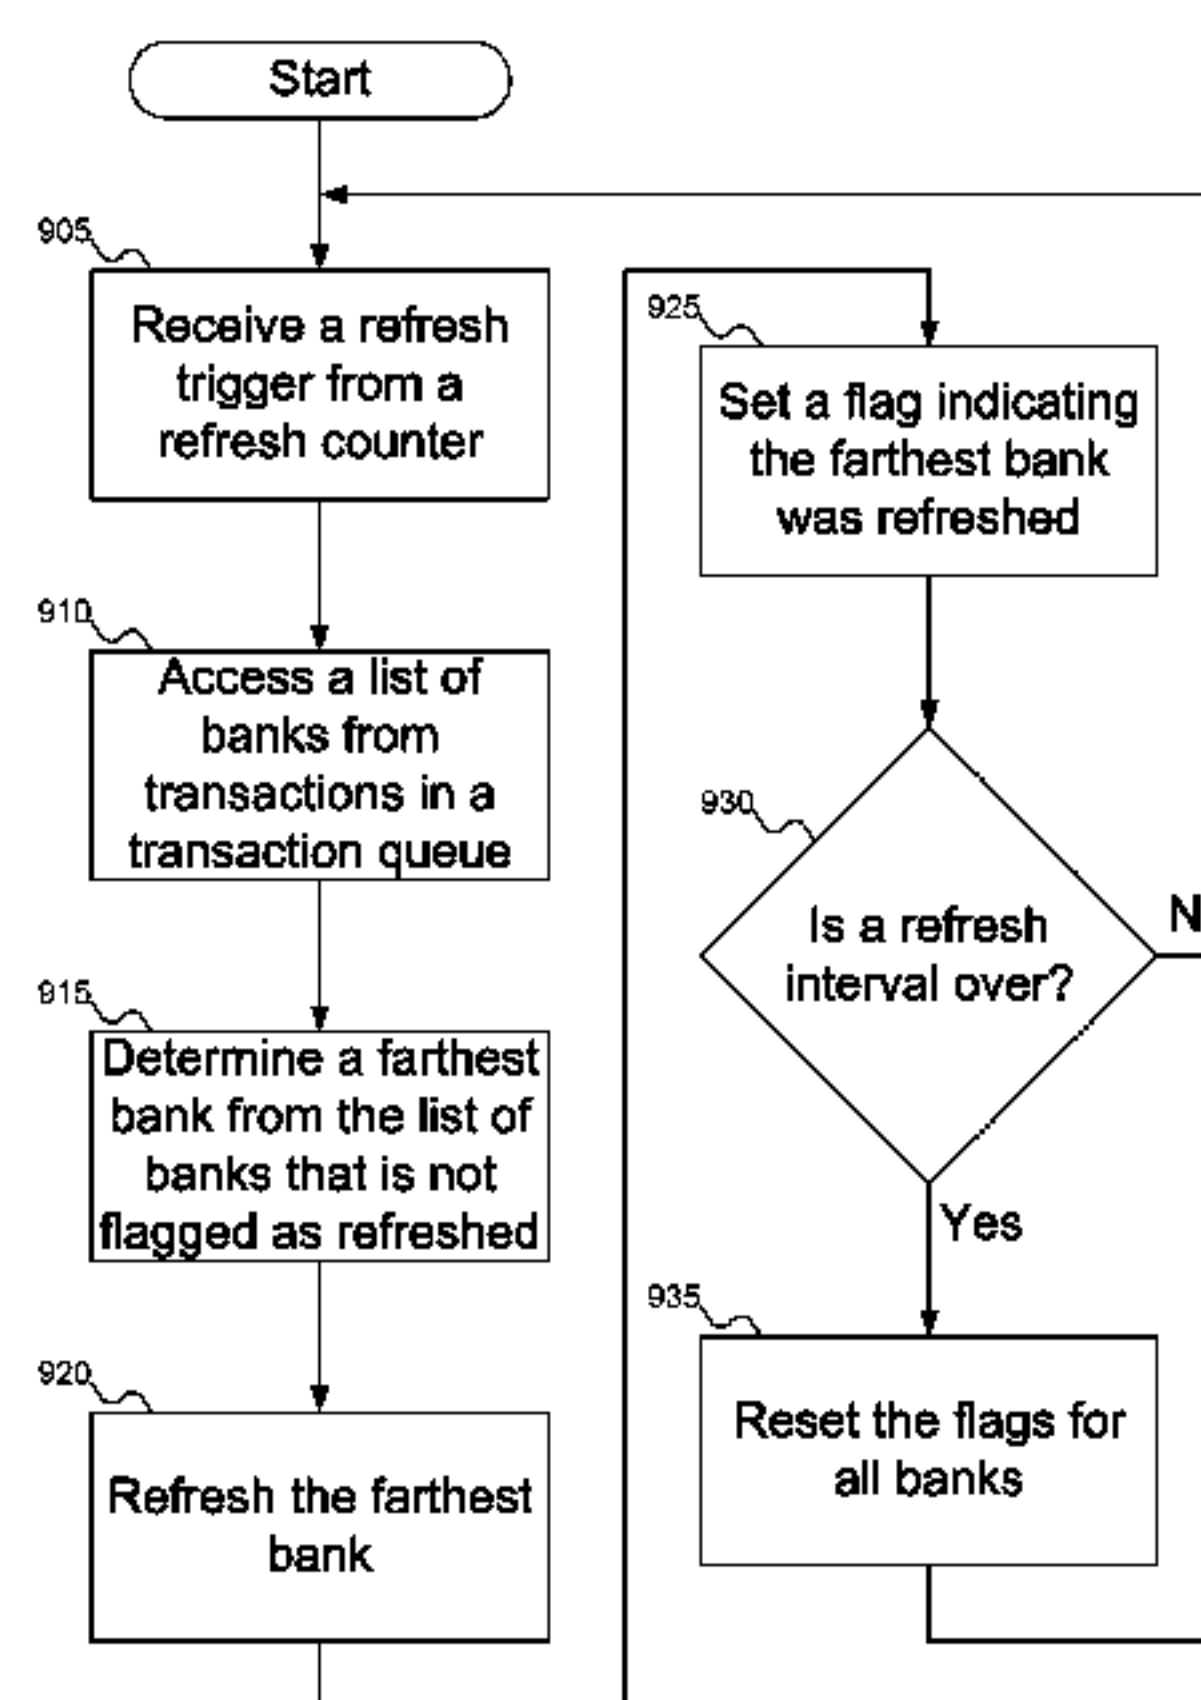 Start
905
Receive a refresh
trigger from a
refresh counter
910
Access a list of
banks from
transactions in a
transaction queue
915
Determine a farthest
bank from the list of
banks that is not
flagged as refreshed
920
Refresh the farthest
bank
925
Set a flag indicating
the farthest bank
was refreshed
930
Is a refresh
interval over?
N
Yes
935
Reset the flags for
all banks